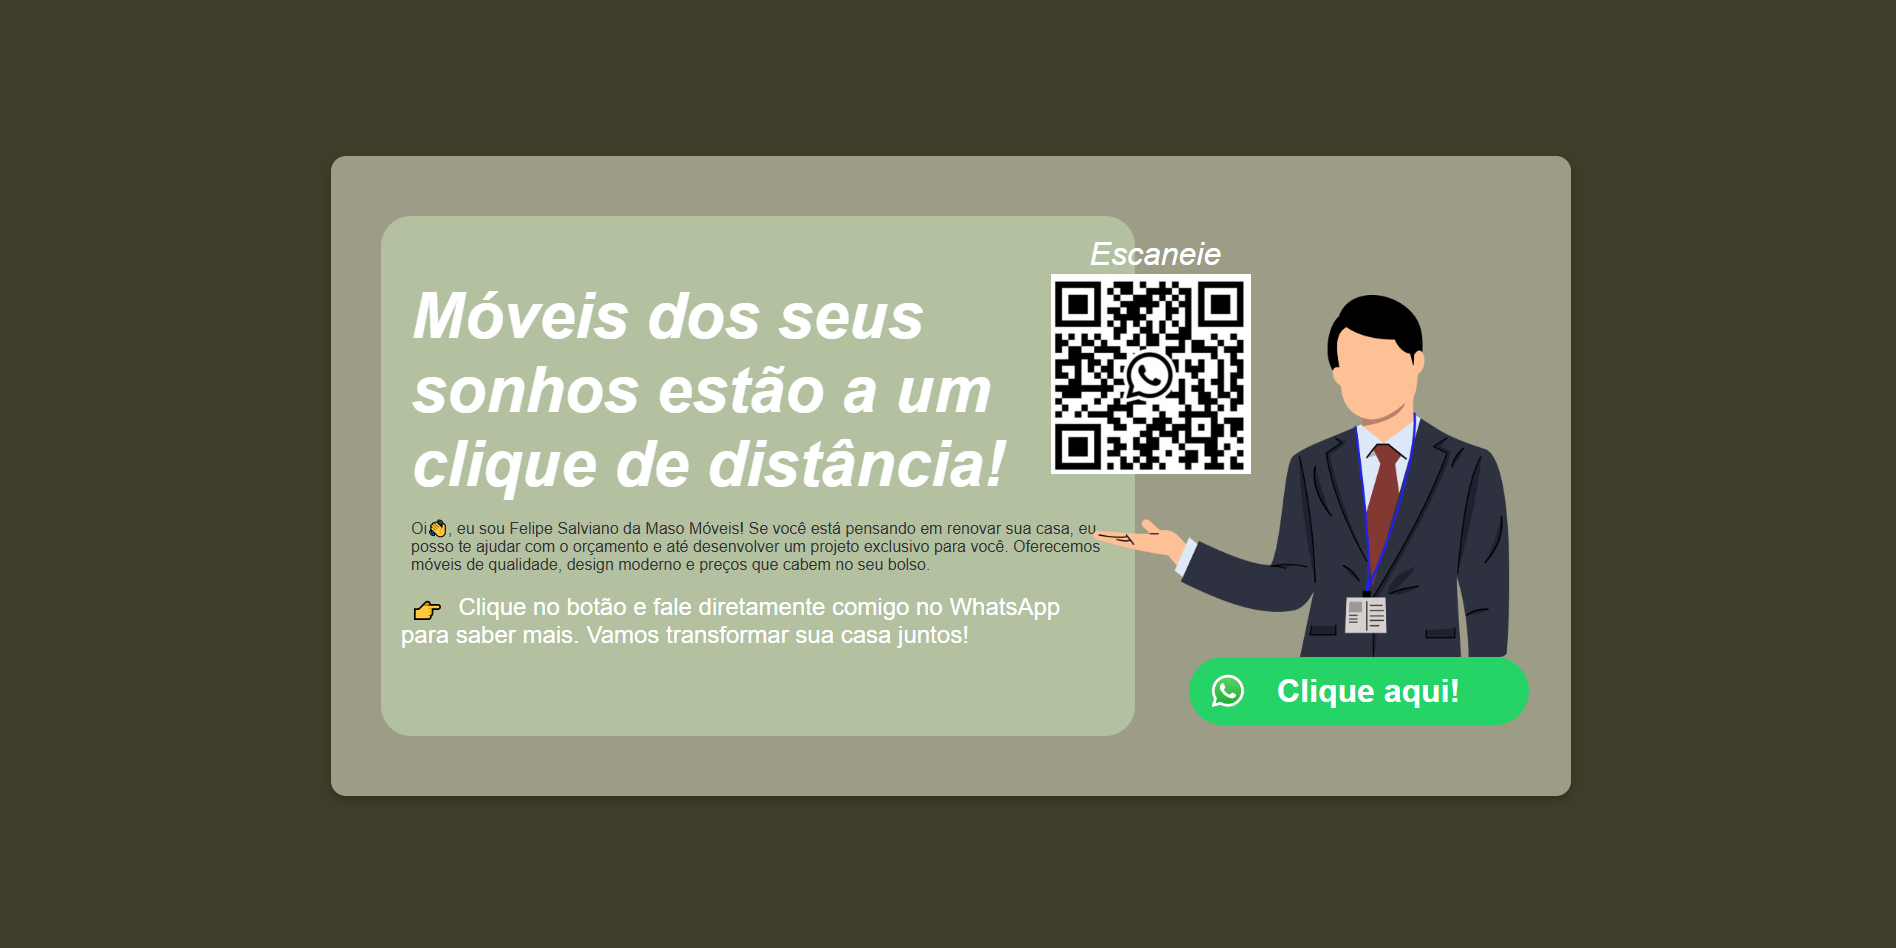 Escaneie
Móveis dos seus
sonhos estão a um
clique de distância!
Oi👋, eu sou Felipe Salviano da Maso Móveis! Se você está pensando em renovar sua casa, eu
posso te ajudar com o orçamento e até desenvolver um projeto exclusivo para você. Oferecemos
móveis de qualidade, design moderno e preços que cabem no seu bolso.
👉 Clique no botão e fale diretamente comigo no WhatsApp
para saber mais. Vamos transformar sua casa juntos!
Clique aqui!